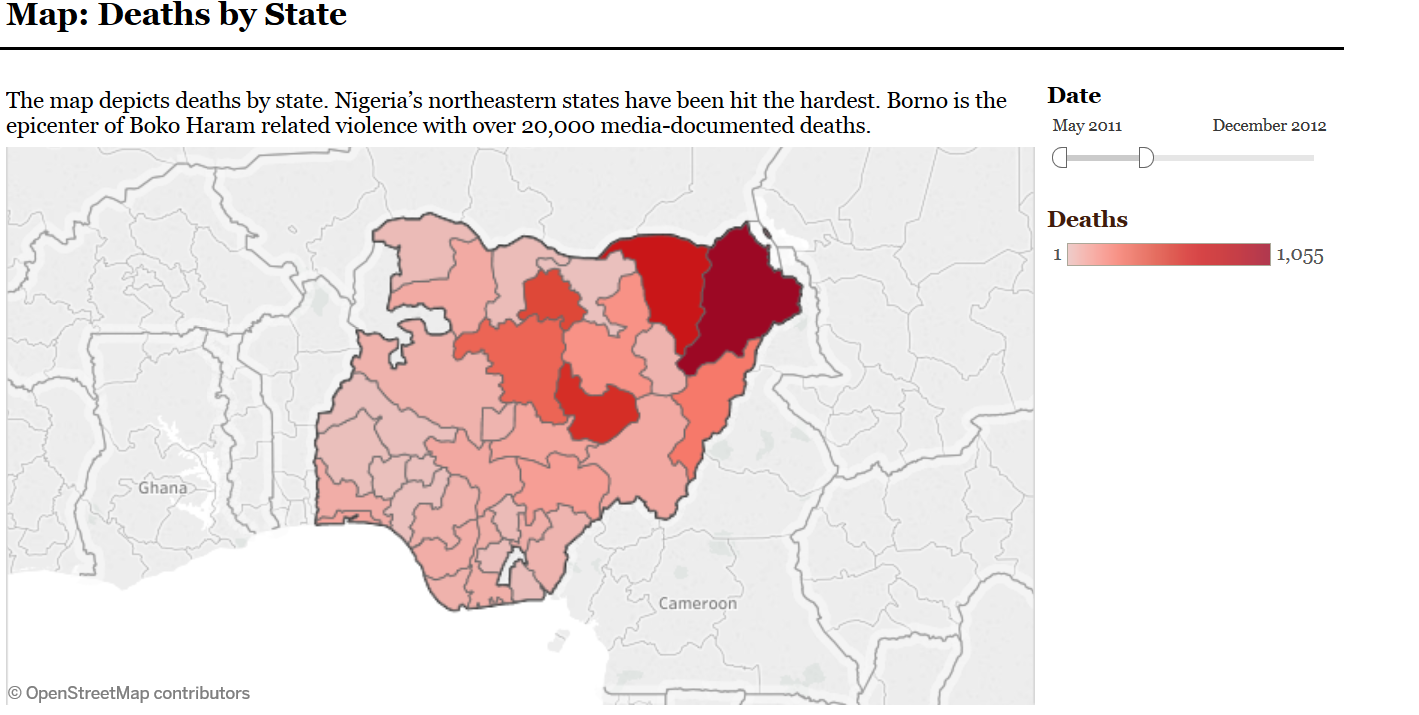 Map: Deaths by State
The map depicts deaths by state. Nigeria’s northeastern states have been hit the hardest. Borno is the
epicenter of Boko Haram related violence with over 20,000 media-documented deaths.
Date
May 2011 December 2012
Deaths
1 1,055
Ghana
Cameroon
© OpenStreetMap contributors